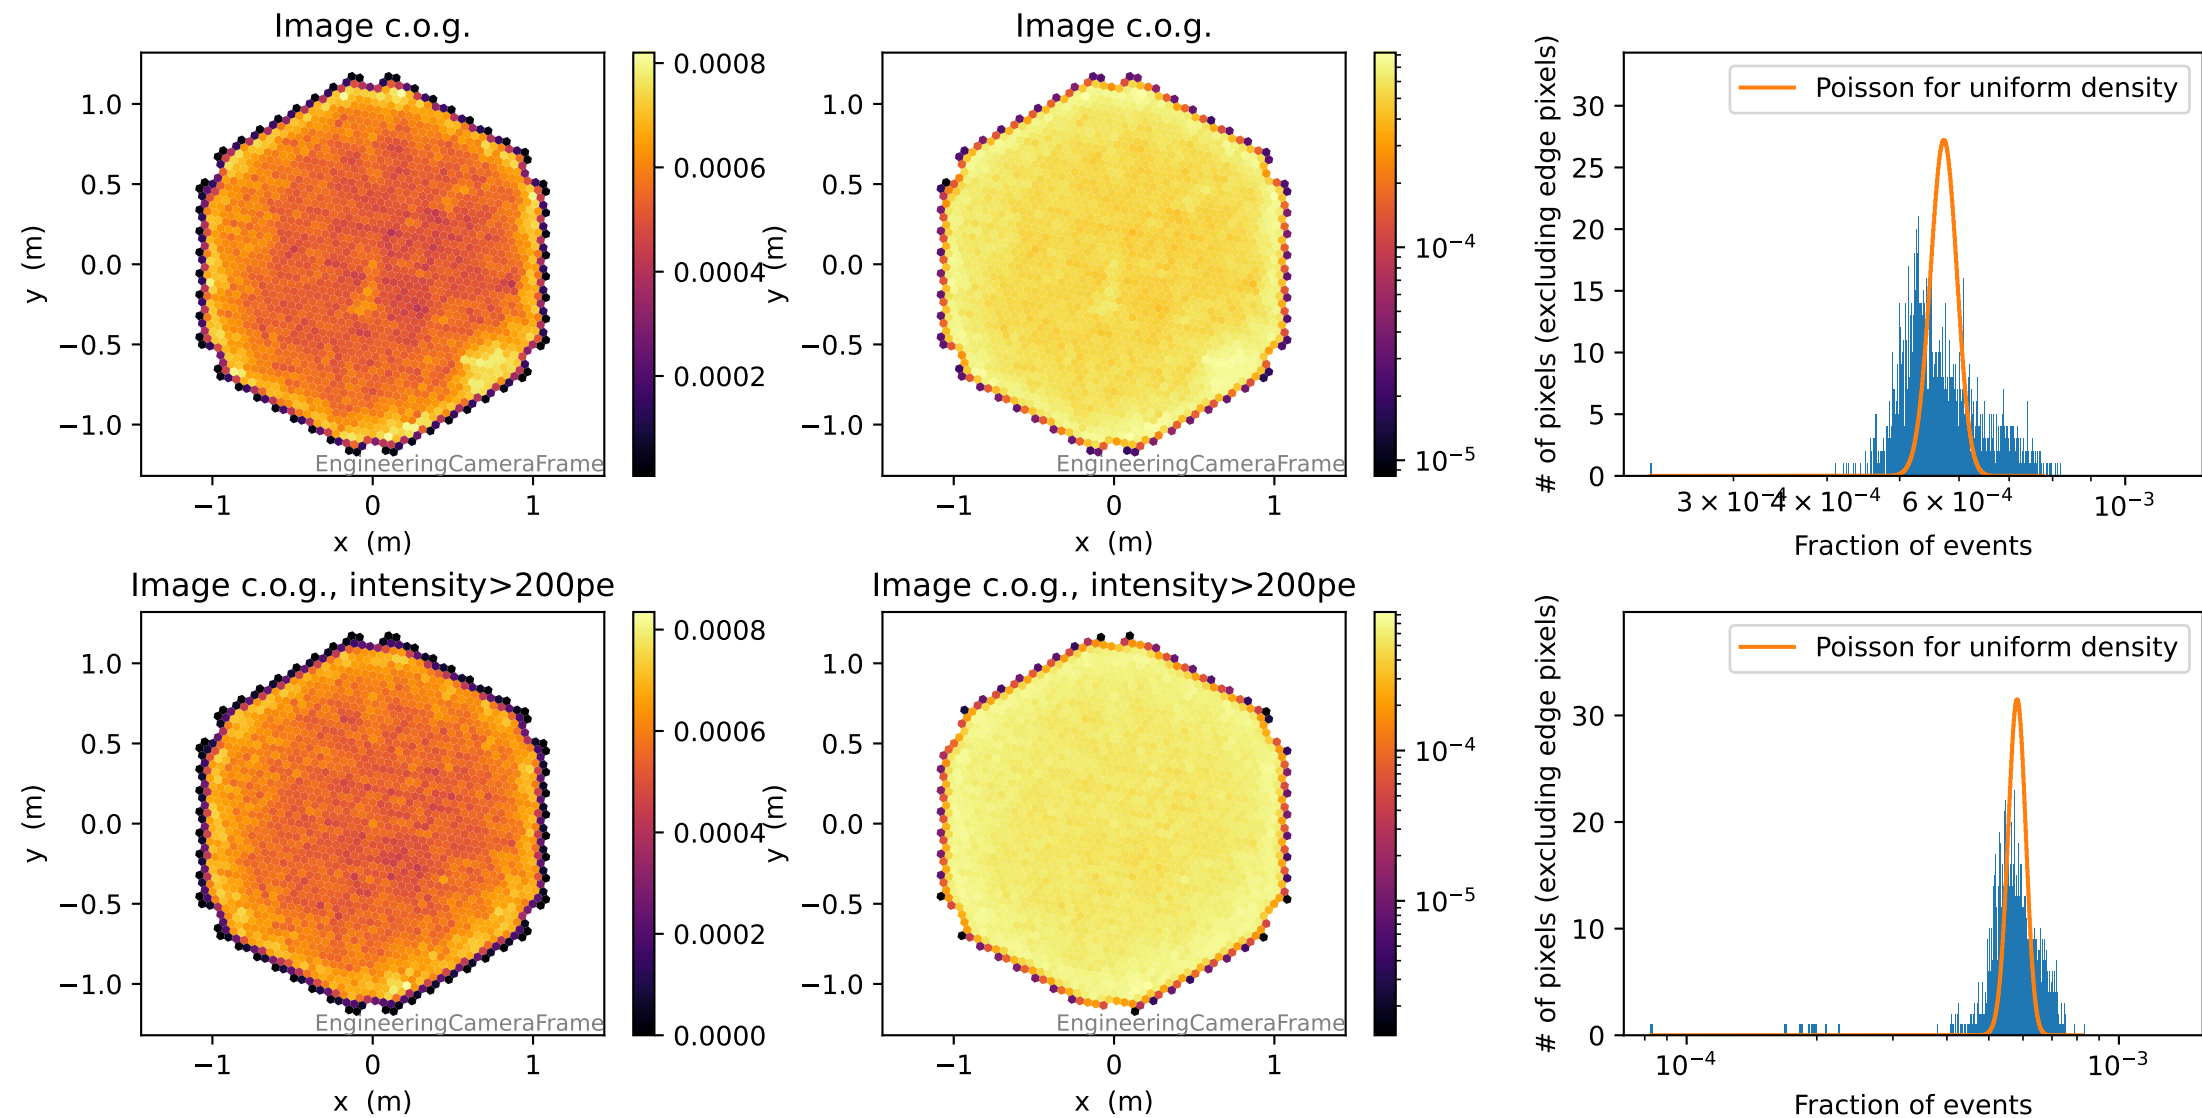 Image c.o.g.
y (m)
1.0
0.5
0.0
−0.5
−1.0
−1
0
1
x (m)
EngineeringCameraFrame
0.0008
0.0006
0.0004
0.0002
Image c.o.g.
y (m)
1.0
0.5
0.0
−0.5
−1.0
−1
0
1
x (m)
EngineeringCameraFrame
10−4
10−5
# of pixels (excluding edge pixels)
30
25
20
15
10
5
0
Poisson for uniform density
3 × 10−4
4 × 10−4
6 × 10−4
10−3
Fraction of events
Image c.o.g., intensity>200pe
y (m)
1.0
0.5
0.0
−0.5
−1.0
−1
0
1
x (m)
EngineeringCameraFrame
0.0008
0.0006
0.0004
0.0002
0.0000
Image c.o.g., intensity>200pe
y (m)
1.0
0.5
0.0
−0.5
−1.0
−1
0
1
x (m)
EngineeringCameraFrame
10−4
10−5
# of pixels (excluding edge pixels)
30
20
10
0
Poisson for uniform density
10−4
10−3
Fraction of events